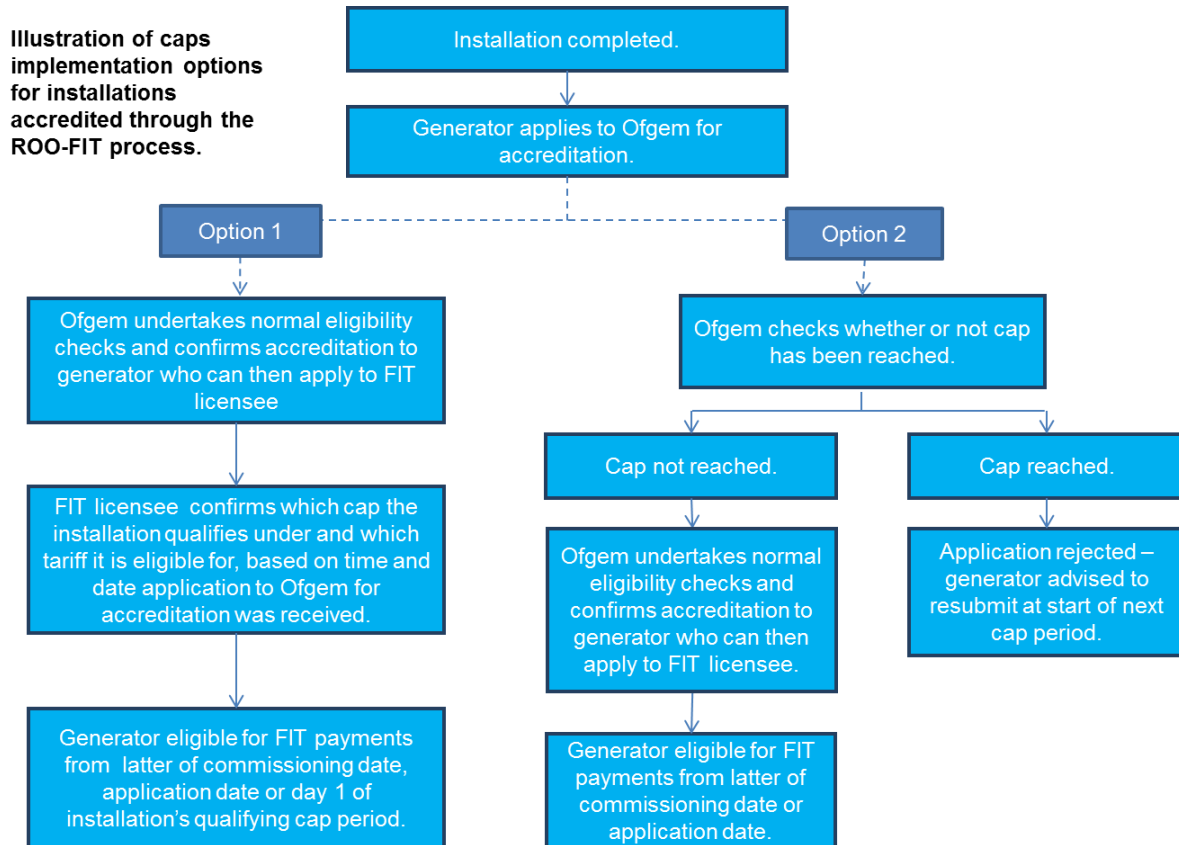 Illustration of caps
implementation options
for installations
accredited through the
ROO-FIT process.
Installation completed.
Generator applies to Ofgem for
accreditation.
Option 1
Option 2
Ofgem undertakes normal eligibility
checks and confirms accreditation to
generator who can then apply to FIT
licensee
FIT licensee confirms which cap the
installation qualifies under and which
tariff it is eligible for, based on time and
date application to Ofgem for
accreditation was received.
Generator eligible for FIT payments
from latter of commissioning date,
application date or day 1 of
installation’s qualifying cap period.
Ofgem checks whether or not cap
has been reached.
Cap not reached.
Cap reached.
Ofgem undertakes normal
eligibility checks and
confirms accreditation to
generator who can then
apply to FIT licensee.
Application rejected –
generator advised to
resubmit at start of next
cap period.
Generator eligible for FIT
payments from latter of
commissioning date or
application date.